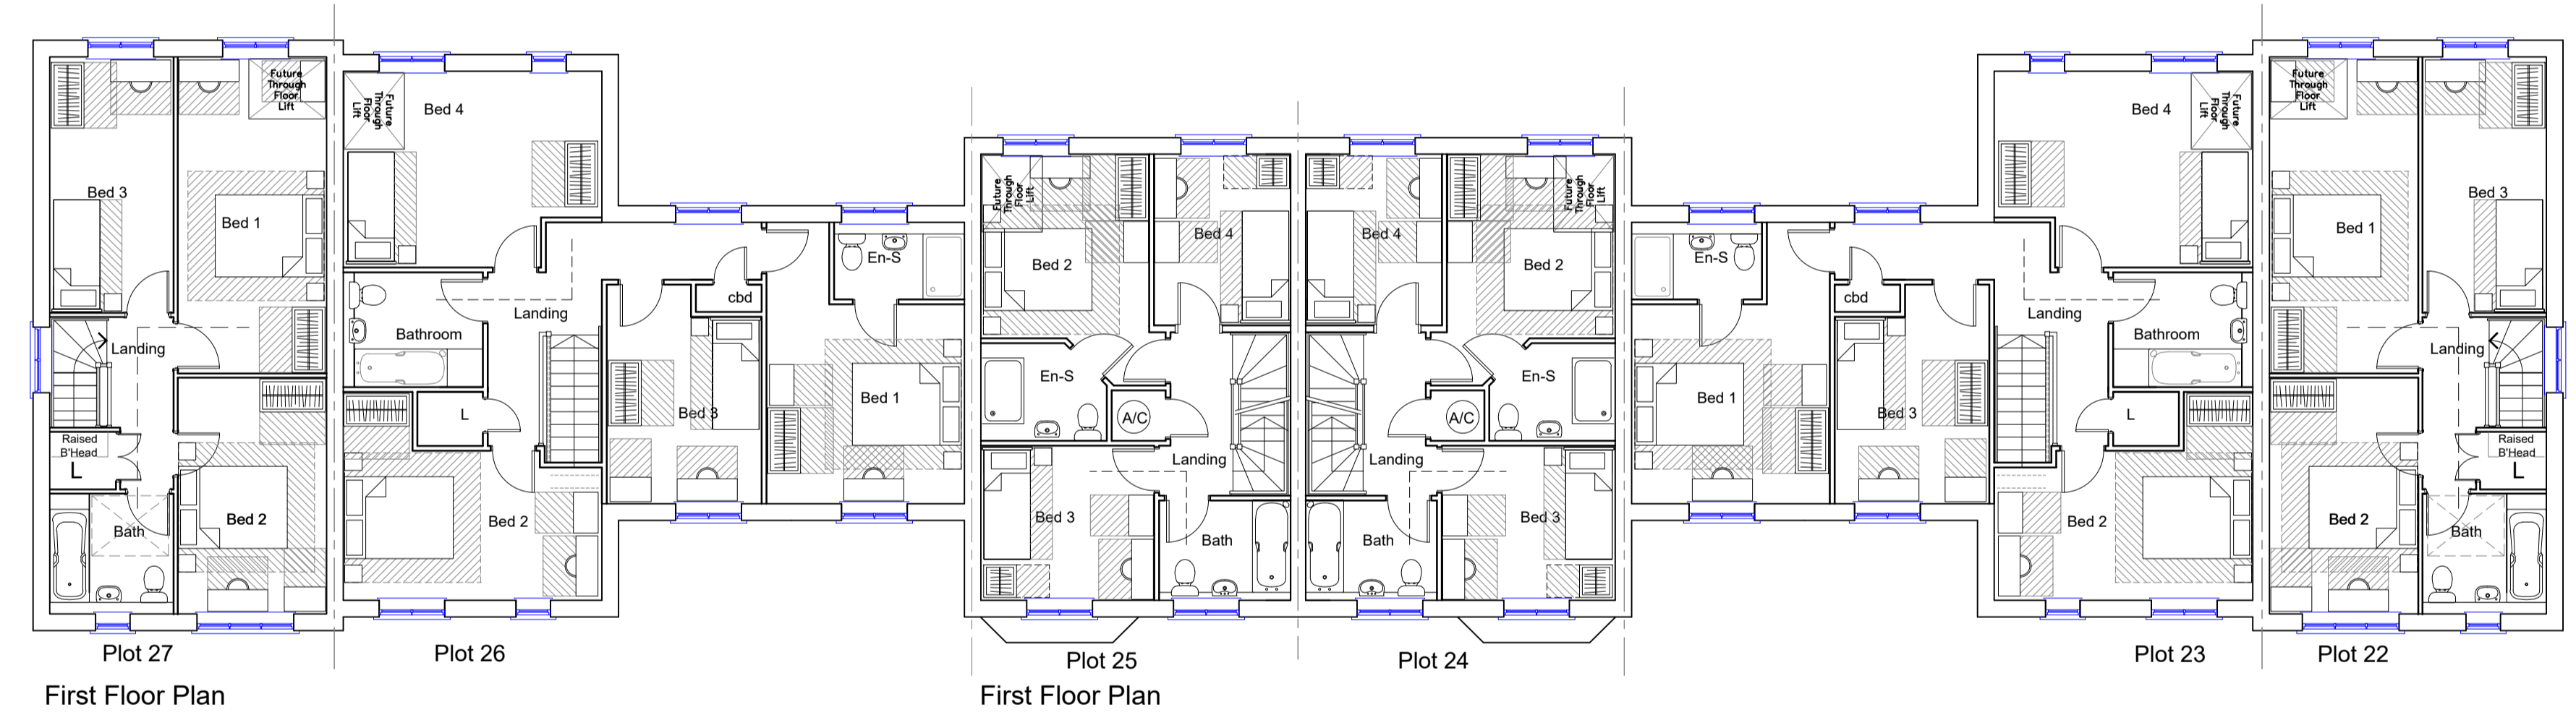 Bed 3
Bed 1
Future
Through
Floor
Lift
Landing
Raised
B'Head
L
Bed 2
Bath
Future
Through
Floor
Lift
Bed 4
Bathroom
Landing
L
Bed 2
cbd
Bed 3
En-S
Bed 1
Future
Through
Floor
Lift
Bed 2
Bed 4
En-S
A/C
Landing
Bed 3
Bath
Bed 4
Bed 2
Future
Through
Floor
Lift
En-S
A/C
Landing
Bath
Bed 3
En-S
Bed 1
cbd
Bed 3
Bed 4
Future
Through
Floor
Lift
Landing
Bathroom
L
Bed 2
Future
Through
Floor
Lift
Bed 1
Bed 3
Landing
Raised
B'Head
L
Bed 2
Bath
Plot 27
Plot 26
Plot 25
Plot 24
Plot 23
Plot 22
First Floor Plan
First Floor Plan